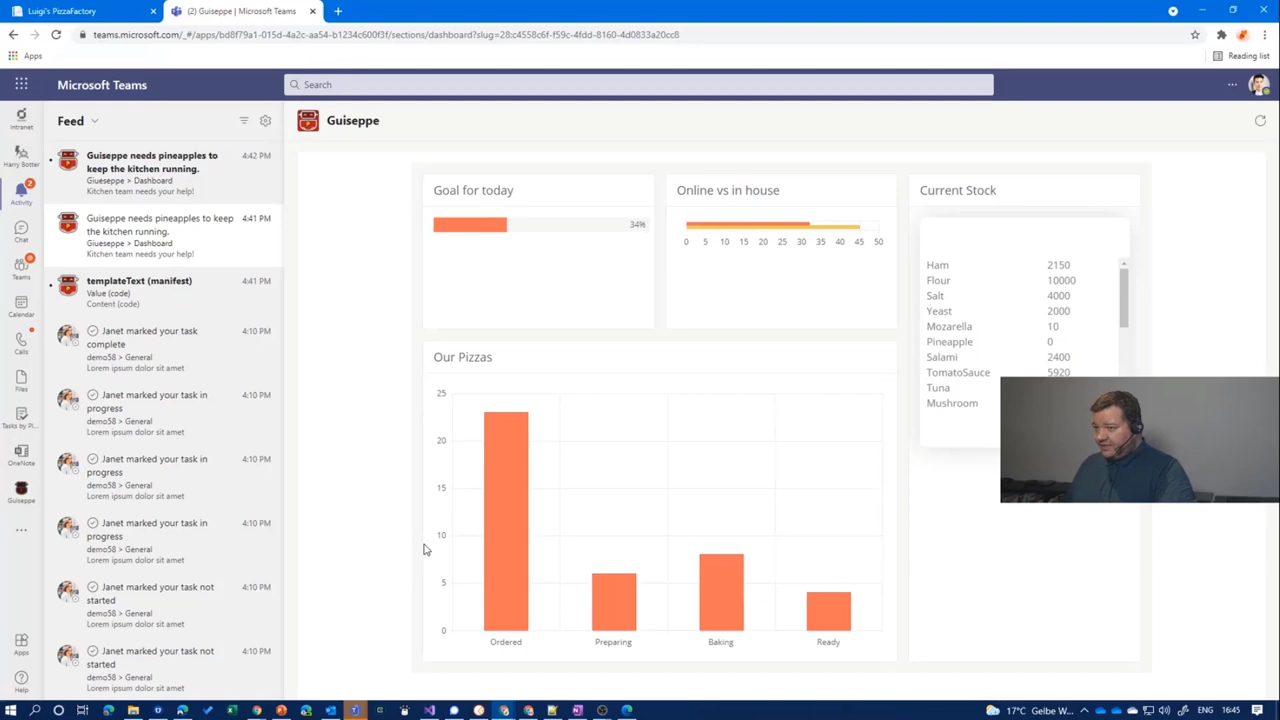 Luigi's PizzaFactory
(2) Guiseppe | Microsoft Teams
teams.microsoft.com/_#/apps/bd8f79a1-015d-4a2c-aa54-b1234c600f3f/sections/dashboard?slug=28:c4558c6f-f59c-4fdd-8160-4d0833a20cc8
Apps
Reading list
Microsoft Teams
Search
Intranet
Harry Botter
2
Activity
Chat
Teams
Calendar
Calls
Files
Tasks by Pl...
OneNote
Guiseppe
Apps
Help
Feed
Guiseppe needs pineapples to
keep the kitchen running.
4:42 PM
Giueseppe > Dashboard
Kitchen team needs your help!
Guiseppe needs pineapples to keep
the kitchen running.
4:41 PM
Giueseppe > Dashboard
Kitchen team needs your help!
templateText (manifest)
4:41 PM
Value (code)
Content (code)
Janet marked your task
complete
4:10 PM
demo58 > General
Lorem ipsum dolor sit amet
Janet marked your task in
progress
4:10 PM
demo58 > General
Lorem ipsum dolor sit amet
Janet marked your task in
progress
4:10 PM
demo58 > General
Lorem ipsum dolor sit amet
Janet marked your task in
progress
4:10 PM
demo58 > General
Lorem ipsum dolor sit amet
Janet marked your task not
started
4:10 PM
demo58 > General
Lorem ipsum dolor sit amet
Janet marked your task not
started
4:10 PM
demo58 > General
Lorem ipsum dolor sit amet
Guiseppe
Goal for today
34%
Online vs in house
0 5 10 15 20 25 30 35 40 45 50
Our Pizzas
25
20
15
10
5
0
Ordered Preparing Baking Ready
Current Stock
Ham 2150
Flour 10000
Salt 4000
Yeast 2000
Mozarella 10
Pineapple 0
Salami 2400
TomatoSauce 5920
Tuna
Mushroom
17°C Gelbe W...
ENG
16:45